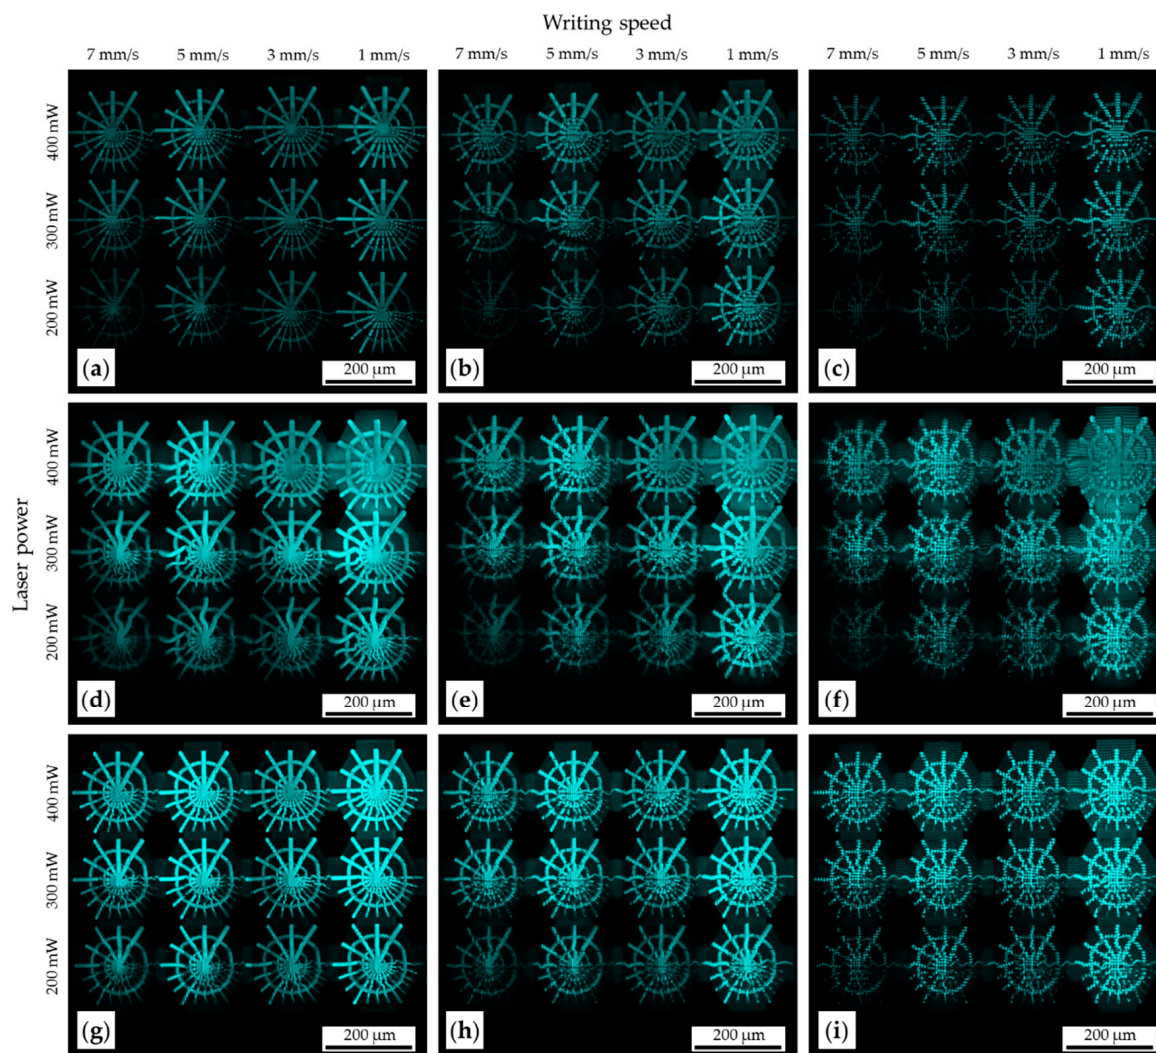 Writing speed
7 mm/s 5 mm/s 3 mm/s 1 mm/s 7 mm/s 5 mm/s 3 mm/s 1 mm/s 7 mm/s 5 mm/s 3 mm/s 1 mm/s
Laser power
400 mW
300 mW
200 mW
(a) 200 µm (b) 200 µm (c) 200 µm
400 mW
300 mW
200 mW
(d) 200 µm (e) 200 µm (f) 200 µm
400 mW
300 mW
200 mW
(g) 200 µm (h) 200 µm (i) 200 µm